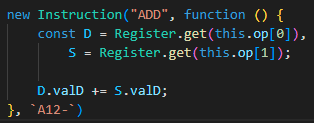 new Instruction("ADD", function () {
    const D = Register.get(this.op[0]),
        S = Register.get(this.op[1]);

    D.valD += S.valD;
}, `A12-`)